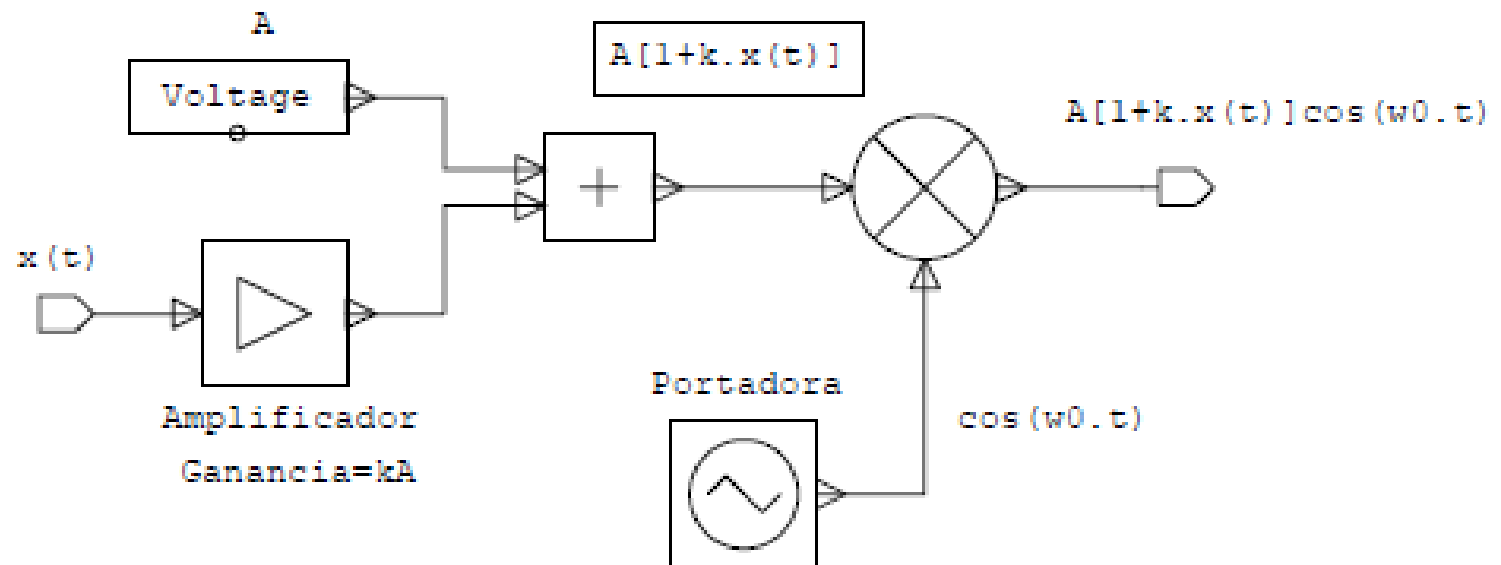 A
Voltage
A[1+k.x(t)]
A[1+k.x(t)]cos(w0.t)
+
x(t)
Amplificador
Ganancia=kA
Portadora
cos(w0.t)